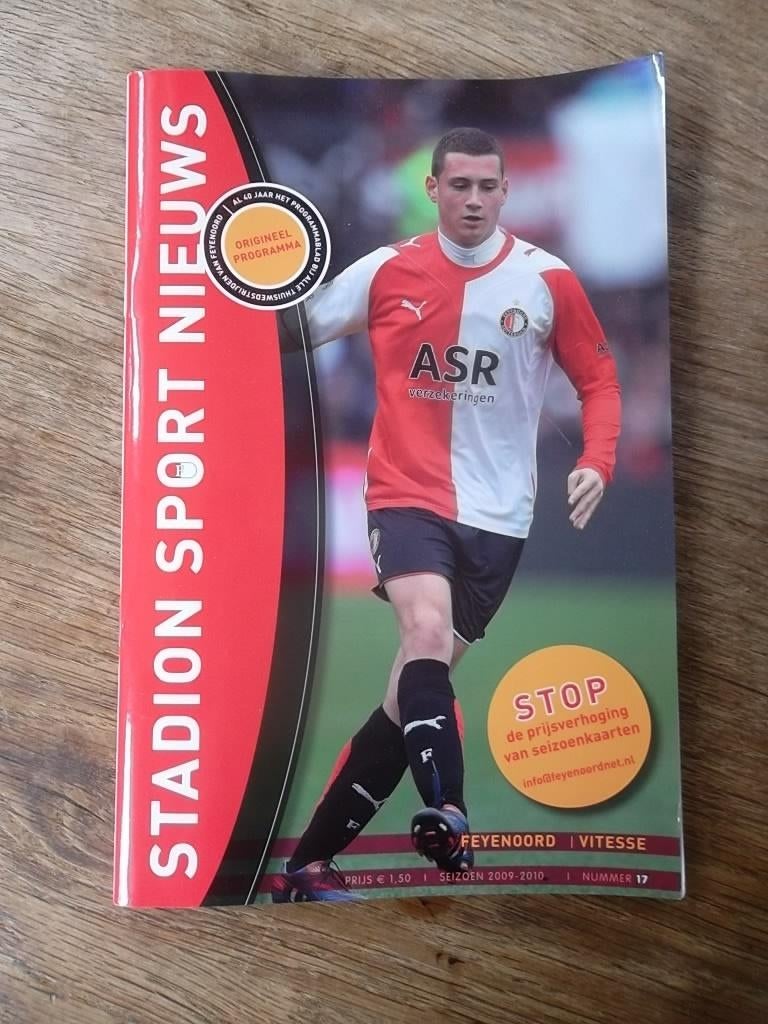 STADION SPORT NIEUWS
AL 40 JAAR HET PROGRAMMABLAD BIJ ALLE THUISWEDSTRIJDEN VAN FEYENOORD
ORIGINEEL
PROGRAMMA
ASR
verzekeringen
STOP
de prijsverhoging
van seizoenkaarten
info@feyenoordnet.nl
FEYENOORD | VITESSE
PRIJS € 1,50 | SEIZOEN 2009-2010 | NUMMER 17